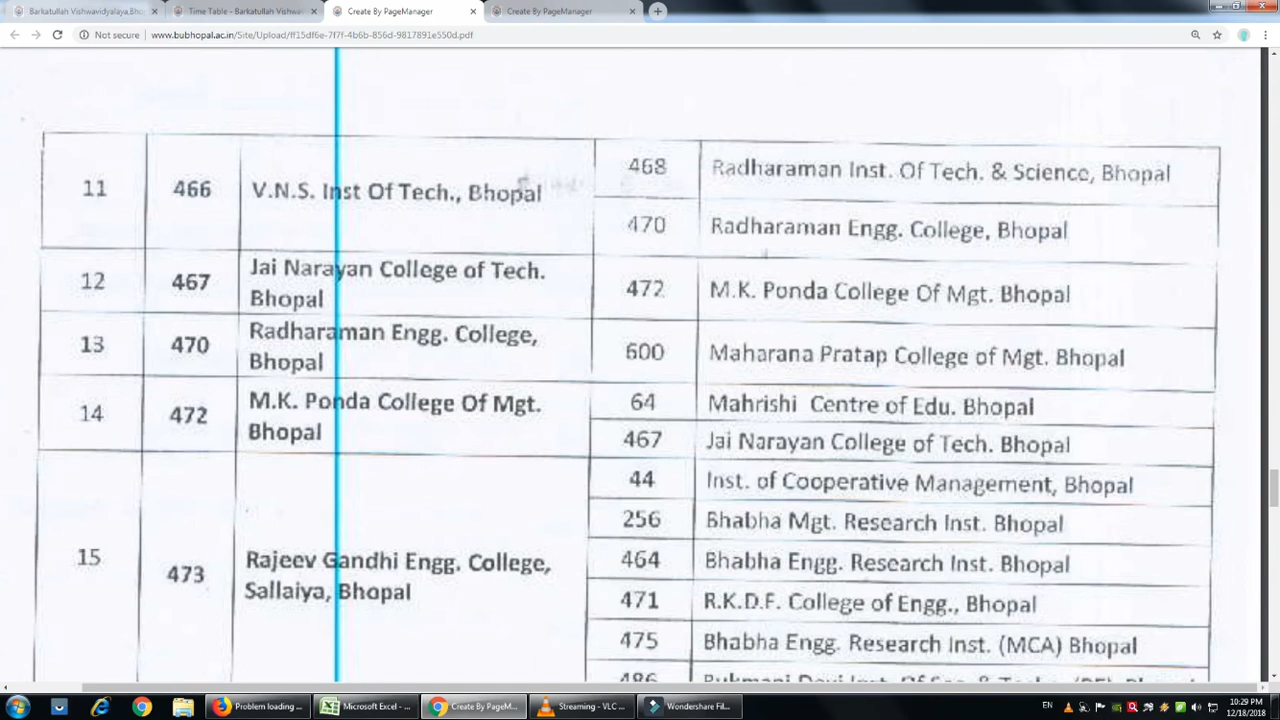 Barkatullah Vishwavidyalaya,Bho
Time Table - Barkatullah Vishwav
Create By PageManager
Create By PageManager
Not secure
www.bubhopal.ac.in/Site/Upload/ff15df6e-7f7f-4b6b-856d-9817891e550d.pdf
11
466
V.N.S. Inst Of Tech., Bhopal
468
Radharaman Inst. Of Tech. & Science, Bhopal
470
Radharaman Engg. College, Bhopal
12
467
Jai Narayan College of Tech.
Bhopal
472
M.K. Ponda College Of Mgt. Bhopal
13
470
Radharaman Engg. College,
Bhopal
600
Maharana Pratap College of Mgt. Bhopal
14
472
M.K. Ponda College Of Mgt.
Bhopal
64
Mahrishi Centre of Edu. Bhopal
467
Jai Narayan College of Tech. Bhopal
15
473
Rajeev Gandhi Engg. College,
Sallaiya, Bhopal
44
Inst. of Cooperative Management, Bhopal
256
Bhabha Mgt. Research Inst. Bhopal
464
Bhabha Engg. Research Inst. Bhopal
471
R.K.D.F. College of Engg., Bhopal
475
Bhabha Engg. Research Inst. (MCA) Bhopal
486
Problem loading ...
Microsoft Excel - ...
Create By PageM...
Streaming - VLC ...
Wondershare Fil...
EN
10:29 PM
12/18/2018